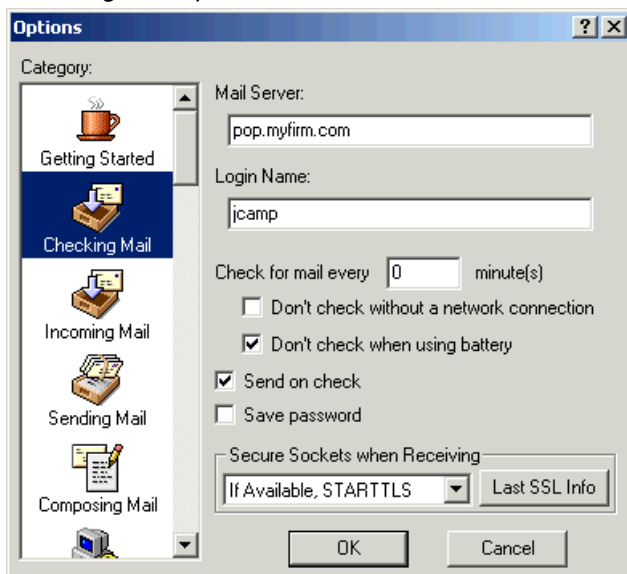 Options
Category:
Getting Started
Checking Mail
Incoming Mail
Sending Mail
Composing Mail
Mail Server:
pop.myfirm.com
Login Name:
jcamp
Check for mail every 0 minute(s)
Don't check without a network connection
Don't check when using battery
Send on check
Save password
Secure Sockets when Receiving
If Available, STARTTLS
Last SSL Info
OK
Cancel